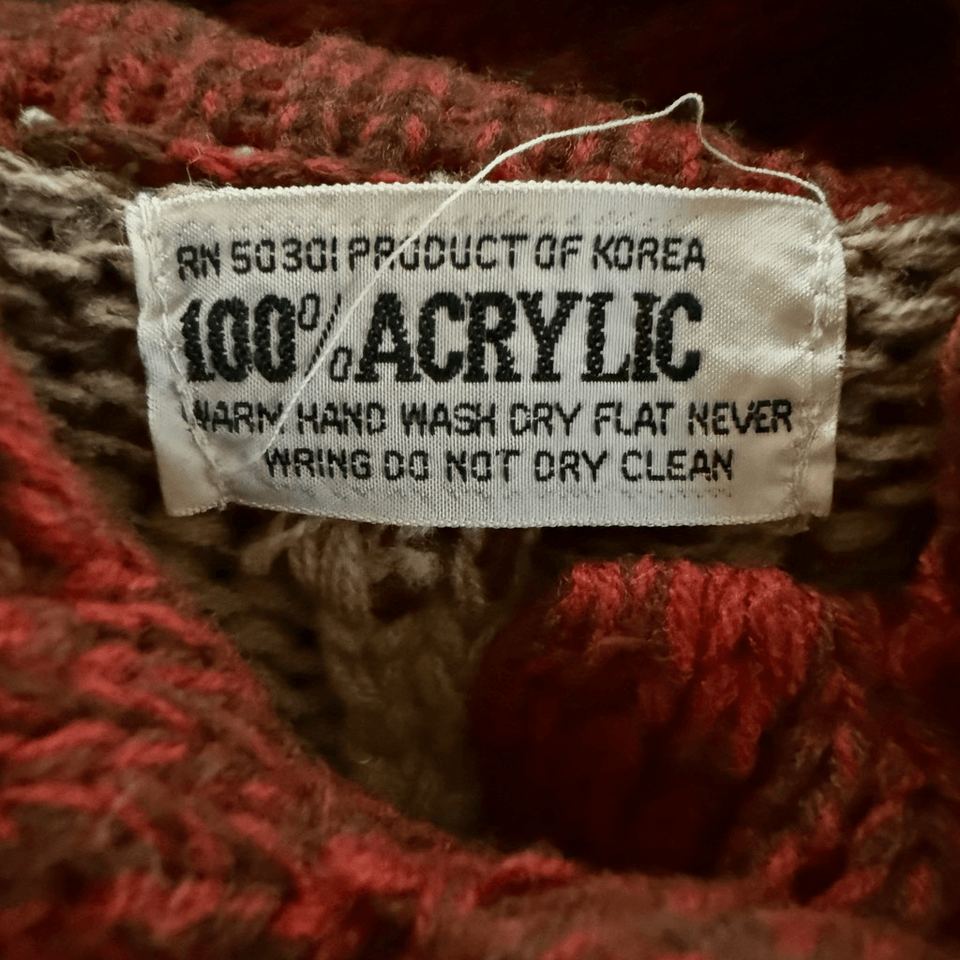 RN 50301 PRODUCT OF KOREA
100% ACRYLIC
WARM HAND WASH DRY FLAT NEVER
WRING DO NOT DRY CLEAN